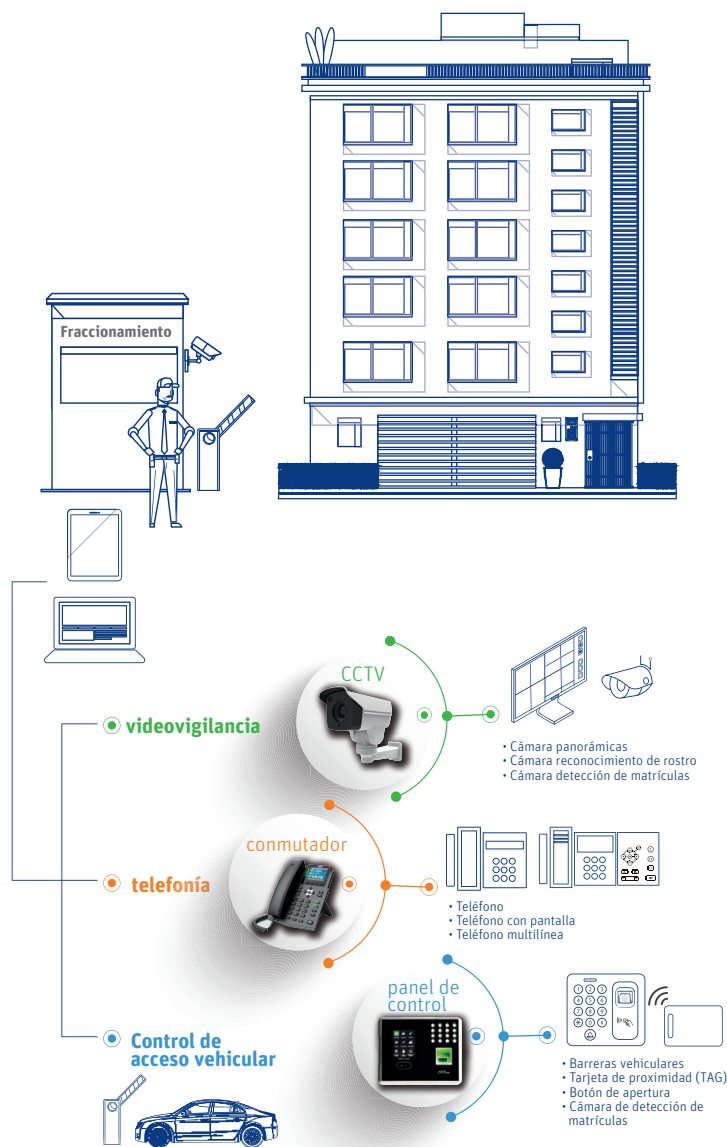 Fraccionamiento
CCTV
videovigilancia
• Cámara panorámicas
• Cámara reconocimiento de rostro
• Cámara detección de matrículas
conmutador
telefonía
• Teléfono
• Teléfono con pantalla
• Teléfono multilínea
panel de
control
Control de
acceso vehicular
• Barreras vehiculares
• Tarjeta de proximidad (TAG)
• Botón de apertura
• Cámara de detección de
matrículas